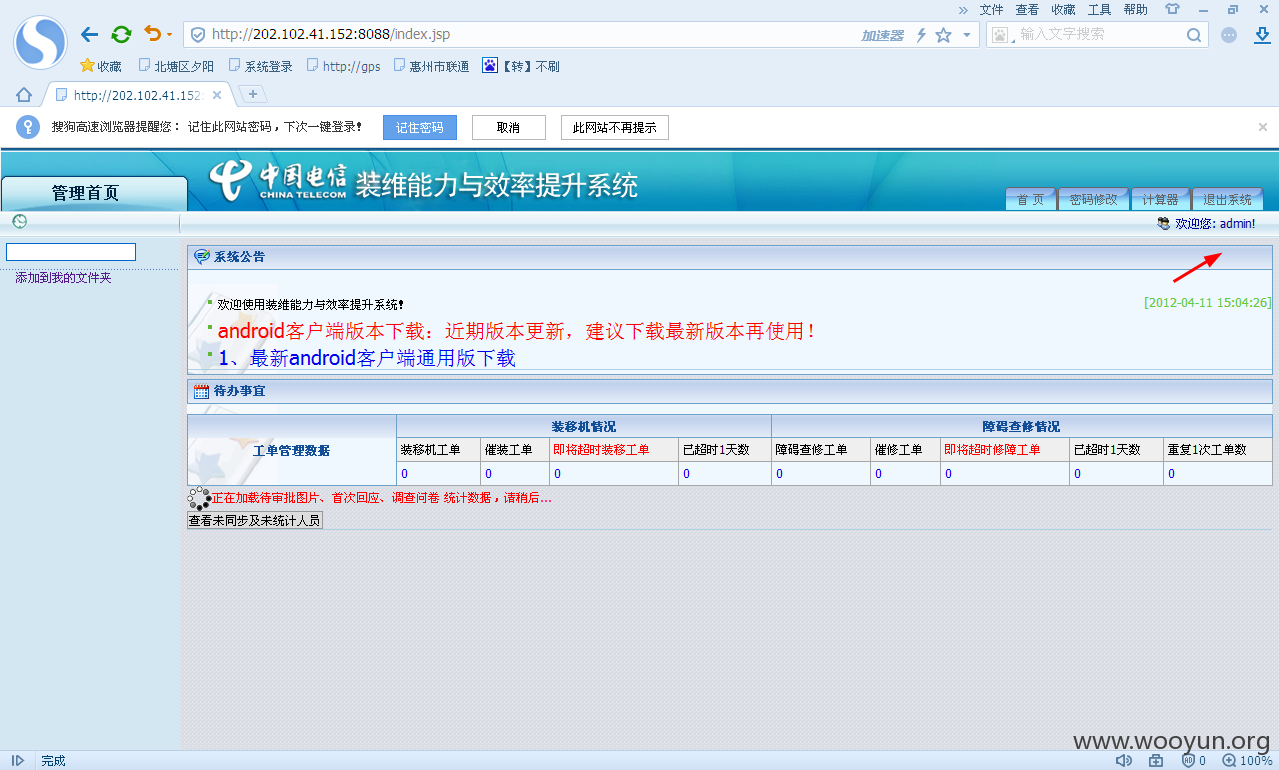 » 文件 查看 收藏 工具 帮助
http://202.102.41.152:8088/index.jsp 加速器 输入文字搜索
收藏 北塘区夕阳 系统登录 http://gps 惠州市联通 【转】不刷
http://202.102.41.152:
搜狗高速浏览器提醒您： 记住此网站密码，下次一键登录! 记住密码 取消 此网站不再提示
管理首页 中国电信 CHINA TELECOM 装维能力与效率提升系统
首 页 密码修改 计算器 退出系统
欢迎您: admin!
系统公告
添加到我的文件夹
欢迎使用装维能力与效率提升系统! [2012-04-11 15:04:26]
android客户端版本下载：近期版本更新，建议下载最新版本再使用！
1、最新android客户端通用版下载
待办事宜
工单管理数据 装移机情况 障碍查修情况
装移机工单 催装工单 即将超时装移工单 已超时1天数 障碍查修工单 催修工单 即将超时修障工单 已超时1天数 重复1次工单数
0 0 0 0 0 0 0 0 0
正在加载待审批图片、首次回应、调查问卷 统计数据，请稍后...
查看未同步及未统计人员
www.wooyun.org
完成 0 100%